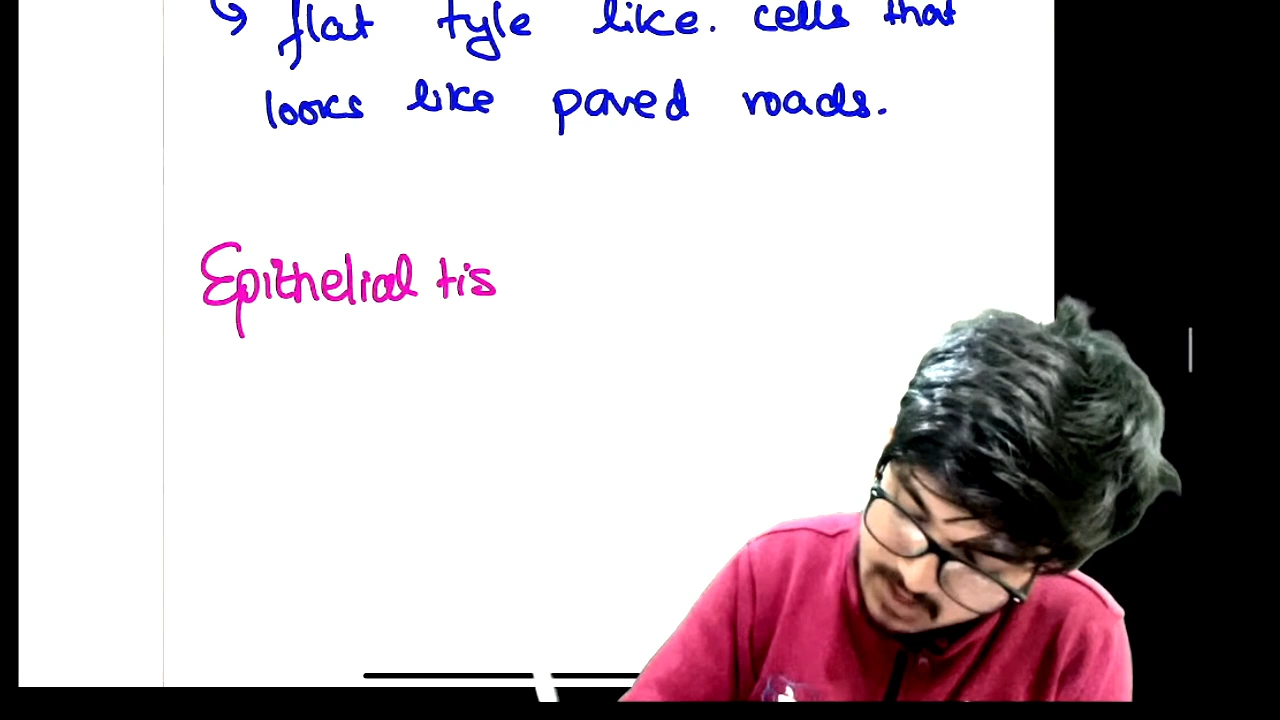 ↳ flat tyle like. cells that
looks like paved roads.
Epithelial tis